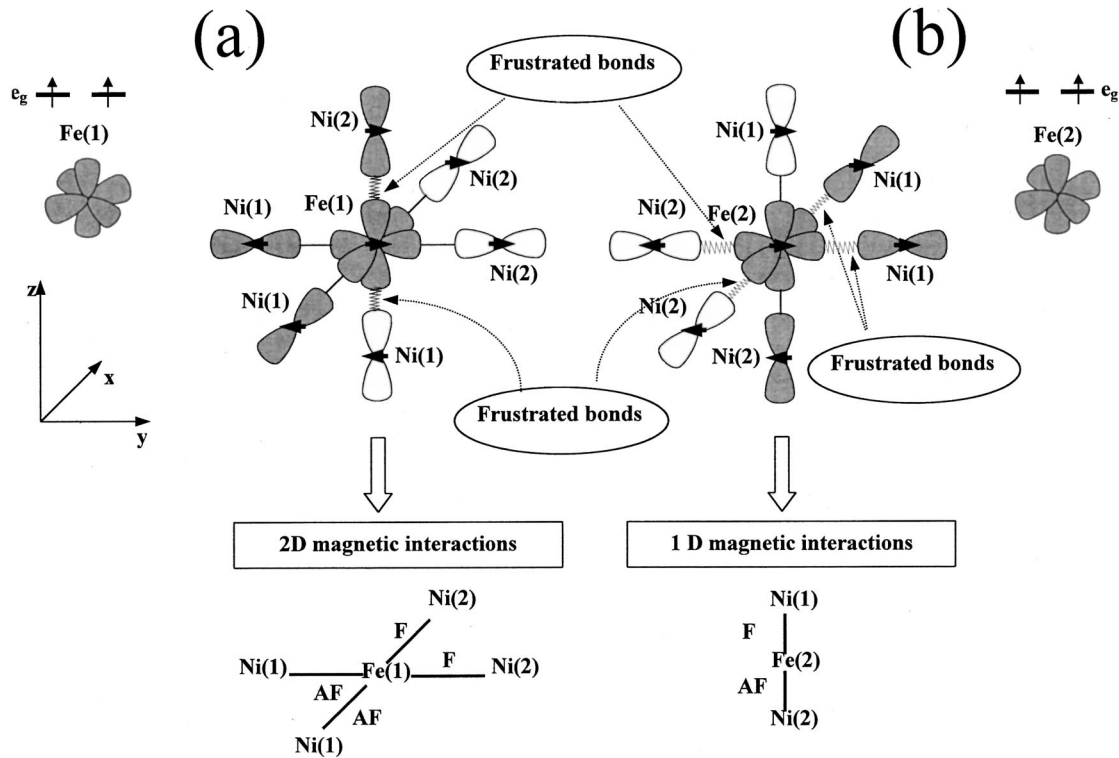 (a)
(b)
Frustrated bonds
e_g
Fe(1)
Ni(2)
Ni(2)
Fe(1)
Ni(1)
Ni(2)
Ni(1)
Ni(1)
e_g
Fe(2)
Ni(1)
Ni(1)
Ni(2)
Fe(2)
Ni(1)
Ni(2)
Ni(2)
z
x
y
Frustrated bonds
Frustrated bonds
2D magnetic interactions
1 D magnetic interactions
Ni(2)
F
Ni(1)
Fe(1)
F
Ni(2)
AF
AF
Ni(1)
Ni(1)
F
Fe(2)
AF
Ni(2)